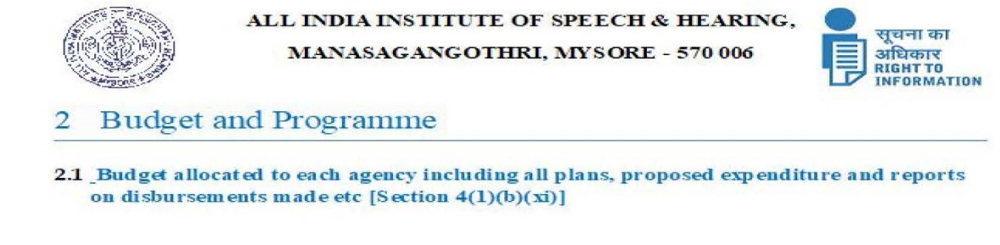 ALL INDIA INSTITUTE OF SPEECH & HEARING,
MANASAGANGOTHRI, MYSORE - 570 006
सूचना का
अधिकार
RIGHT TO
INFORMATION
2 Budget and Programme
2.1 Budget allocated to each agency including all plans, proposed expenditure and reports
on disbursements made etc [Section 4(1)(b)(xi)]